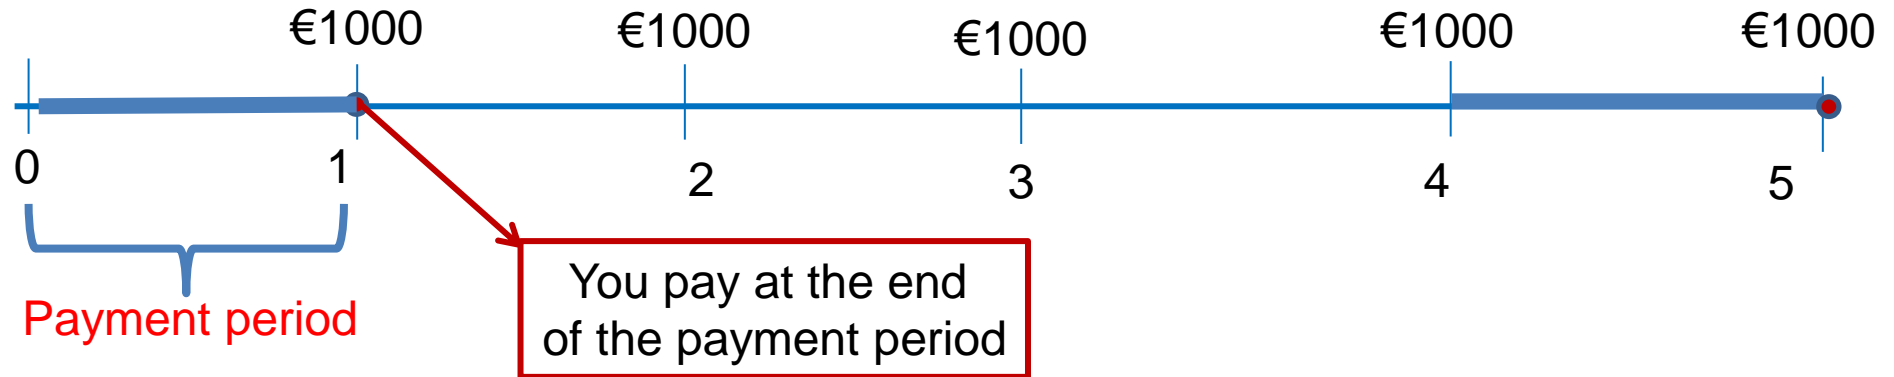 €1000 €1000 €1000 €1000 €1000
0 1 2 3 4 5
Payment period
You pay at the end
of the payment period